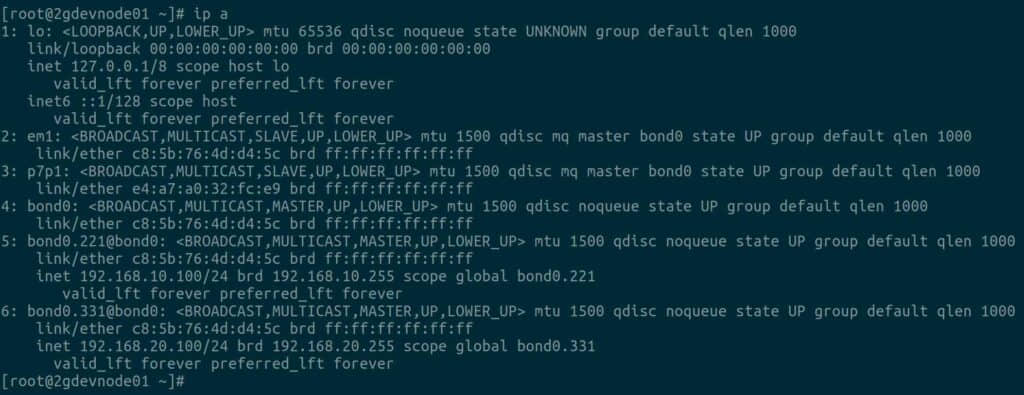 [root@2gdevnode01 ~]# ip a
1: lo: <LOOPBACK,UP,LOWER_UP> mtu 65536 qdisc noqueue state UNKNOWN group default qlen 1000
    link/loopback 00:00:00:00:00:00 brd 00:00:00:00:00:00
    inet 127.0.0.1/8 scope host lo
       valid_lft forever preferred_lft forever
    inet6 ::1/128 scope host
       valid_lft forever preferred_lft forever
2: em1: <BROADCAST,MULTICAST,SLAVE,UP,LOWER_UP> mtu 1500 qdisc mq master bond0 state UP group default qlen 1000
    link/ether c8:5b:76:4d:d4:5c brd ff:ff:ff:ff:ff:ff
3: p7p1: <BROADCAST,MULTICAST,SLAVE,UP,LOWER_UP> mtu 1500 qdisc mq master bond0 state UP group default qlen 1000
    link/ether e4:a7:a0:32:fc:e9 brd ff:ff:ff:ff:ff:ff
4: bond0: <BROADCAST,MULTICAST,MASTER,UP,LOWER_UP> mtu 1500 qdisc noqueue state UP group default qlen 1000
    link/ether c8:5b:76:4d:d4:5c brd ff:ff:ff:ff:ff:ff
5: bond0.221@bond0: <BROADCAST,MULTICAST,MASTER,UP,LOWER_UP> mtu 1500 qdisc noqueue state UP group default qlen 1000
    link/ether c8:5b:76:4d:d4:5c brd ff:ff:ff:ff:ff:ff
    inet 192.168.10.100/24 brd 192.168.10.255 scope global bond0.221
       valid_lft forever preferred_lft forever
6: bond0.331@bond0: <BROADCAST,MULTICAST,MASTER,UP,LOWER_UP> mtu 1500 qdisc noqueue state UP group default qlen 1000
    link/ether c8:5b:76:4d:d4:5c brd ff:ff:ff:ff:ff:ff
    inet 192.168.20.100/24 brd 192.168.20.255 scope global bond0.331
       valid_lft forever preferred_lft forever
[root@2gdevnode01 ~]#